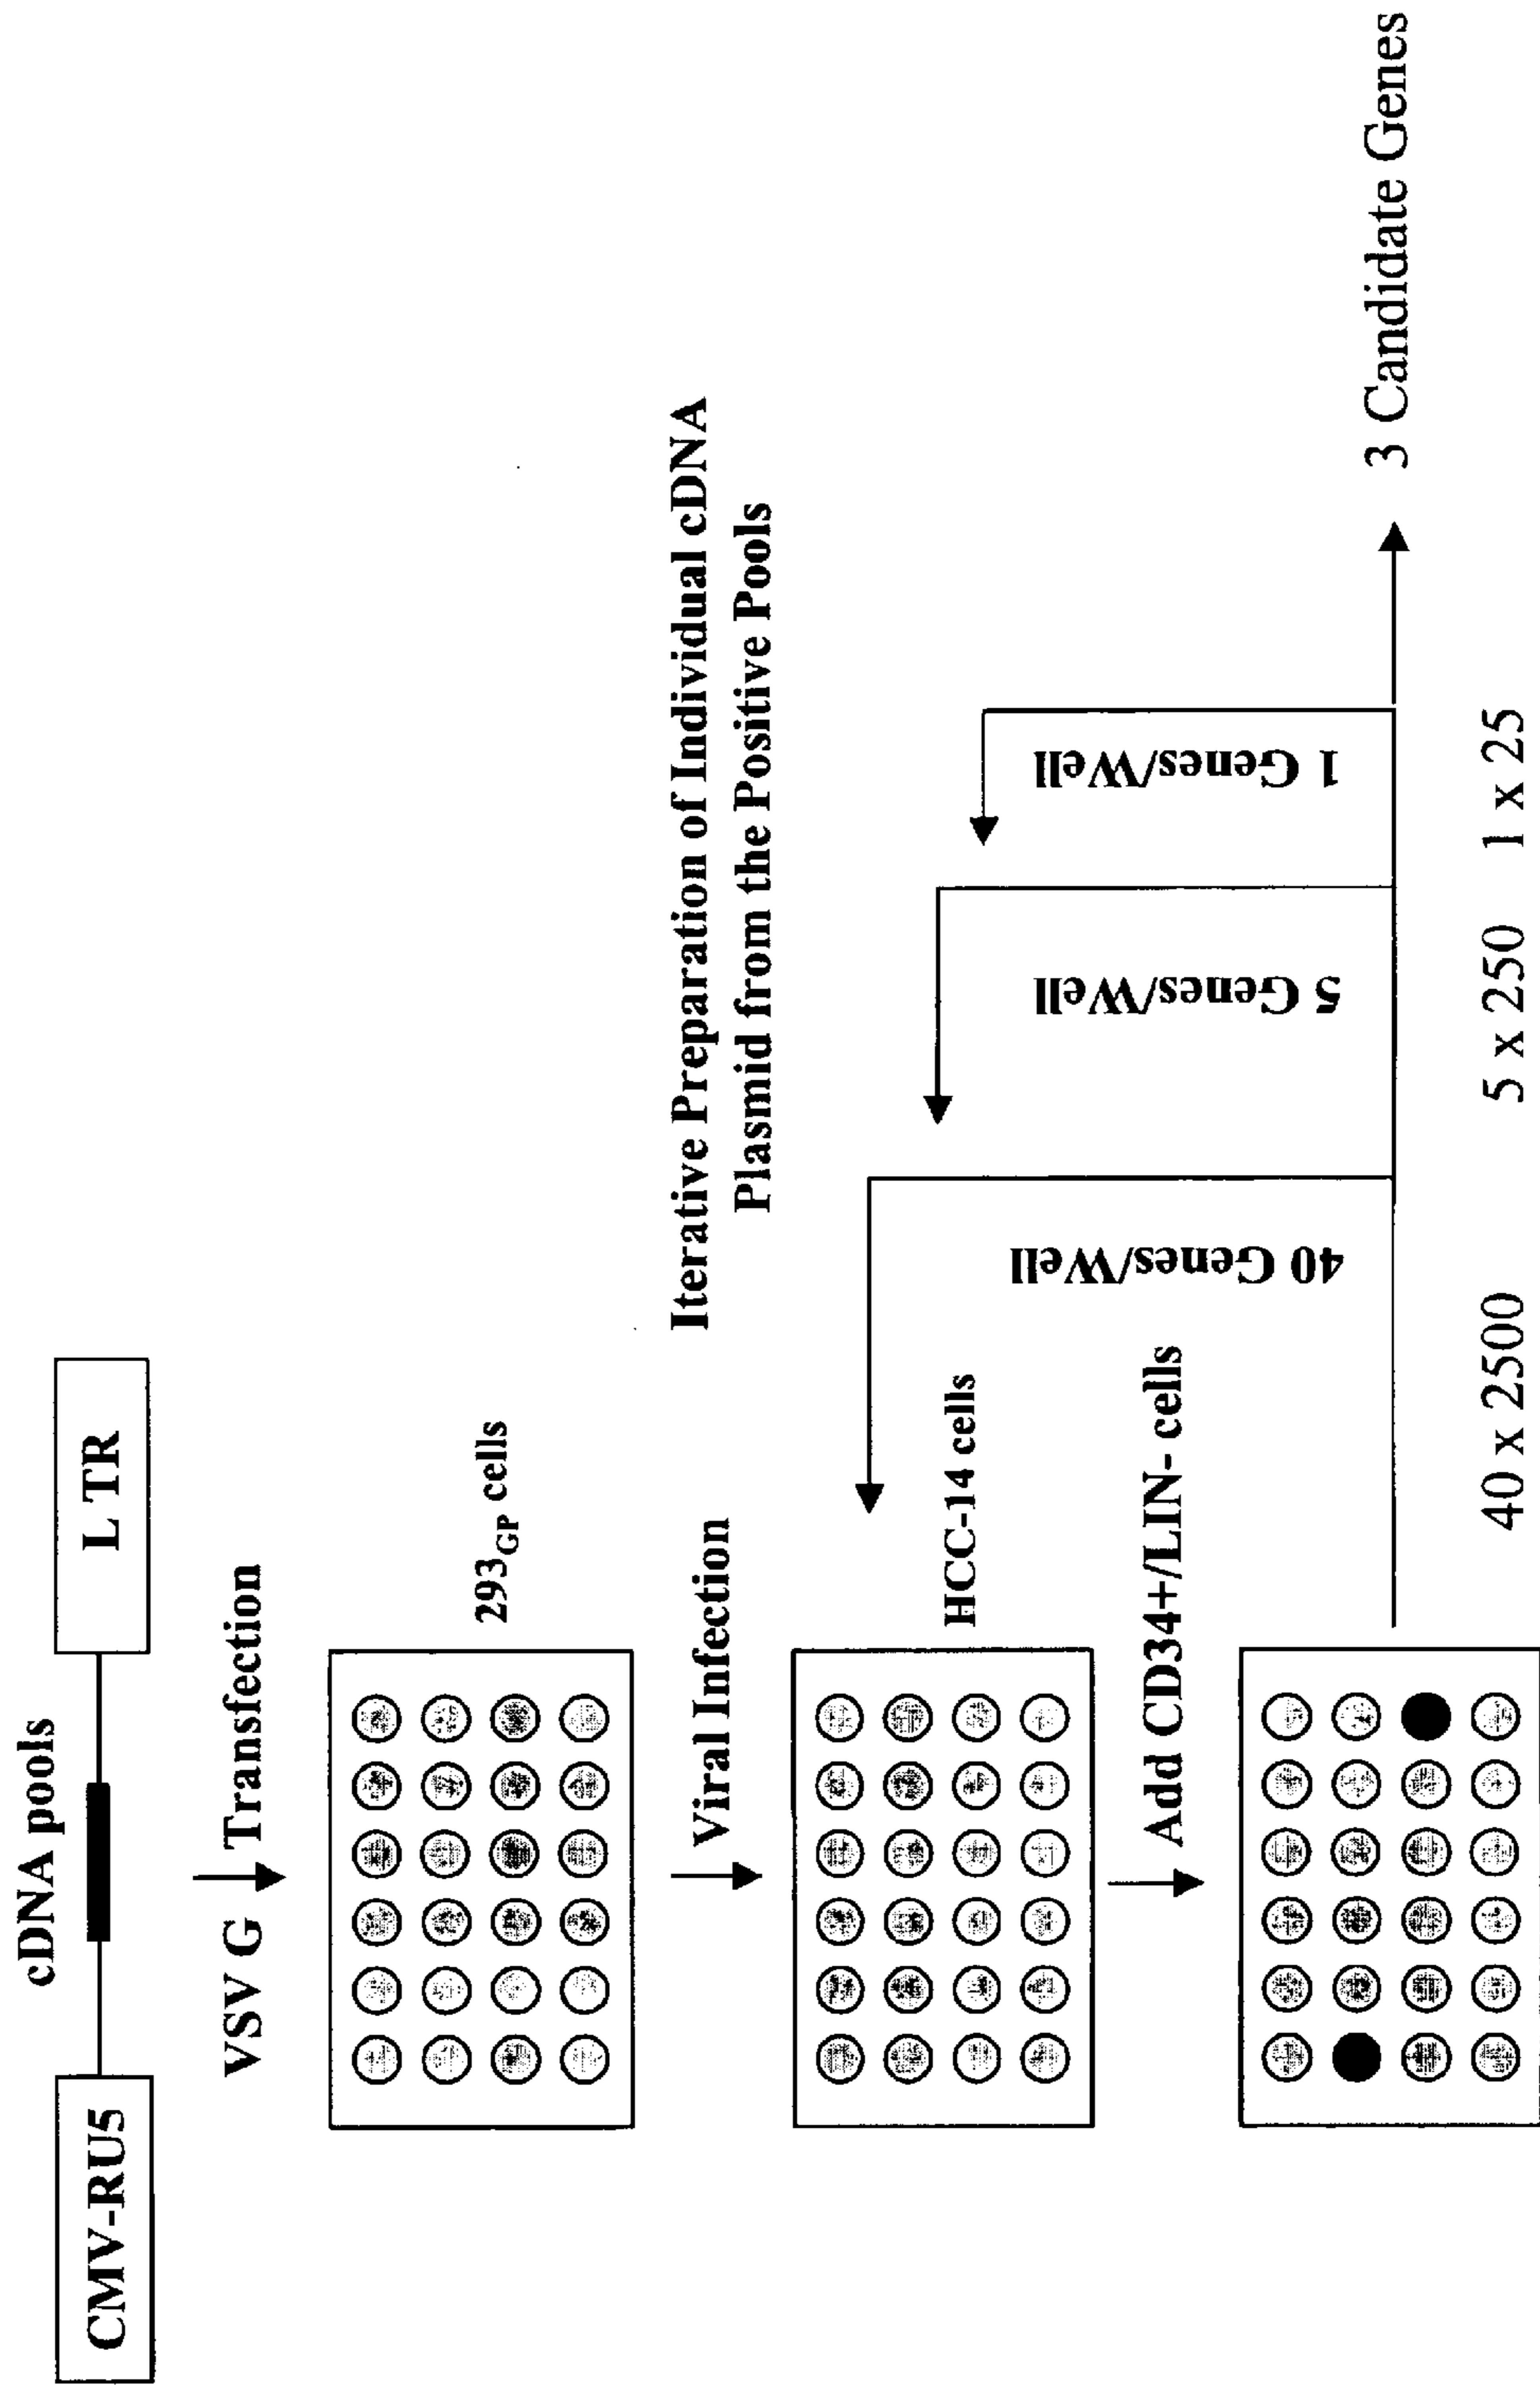 cDNA pools
CMV-RU5
L TR
VSV G
Transfection
293GP cells
Viral Infection
Iterative Preparation of Individual cDNA
Plasmid from the Positive Pools
HCC-14 cells
Add CD34+/LIN- cells
40 Genes/Well
5 Genes/Well
1 Genes/Well
3 Candidate Genes
40 x 2500
5 x 250
1 x 25